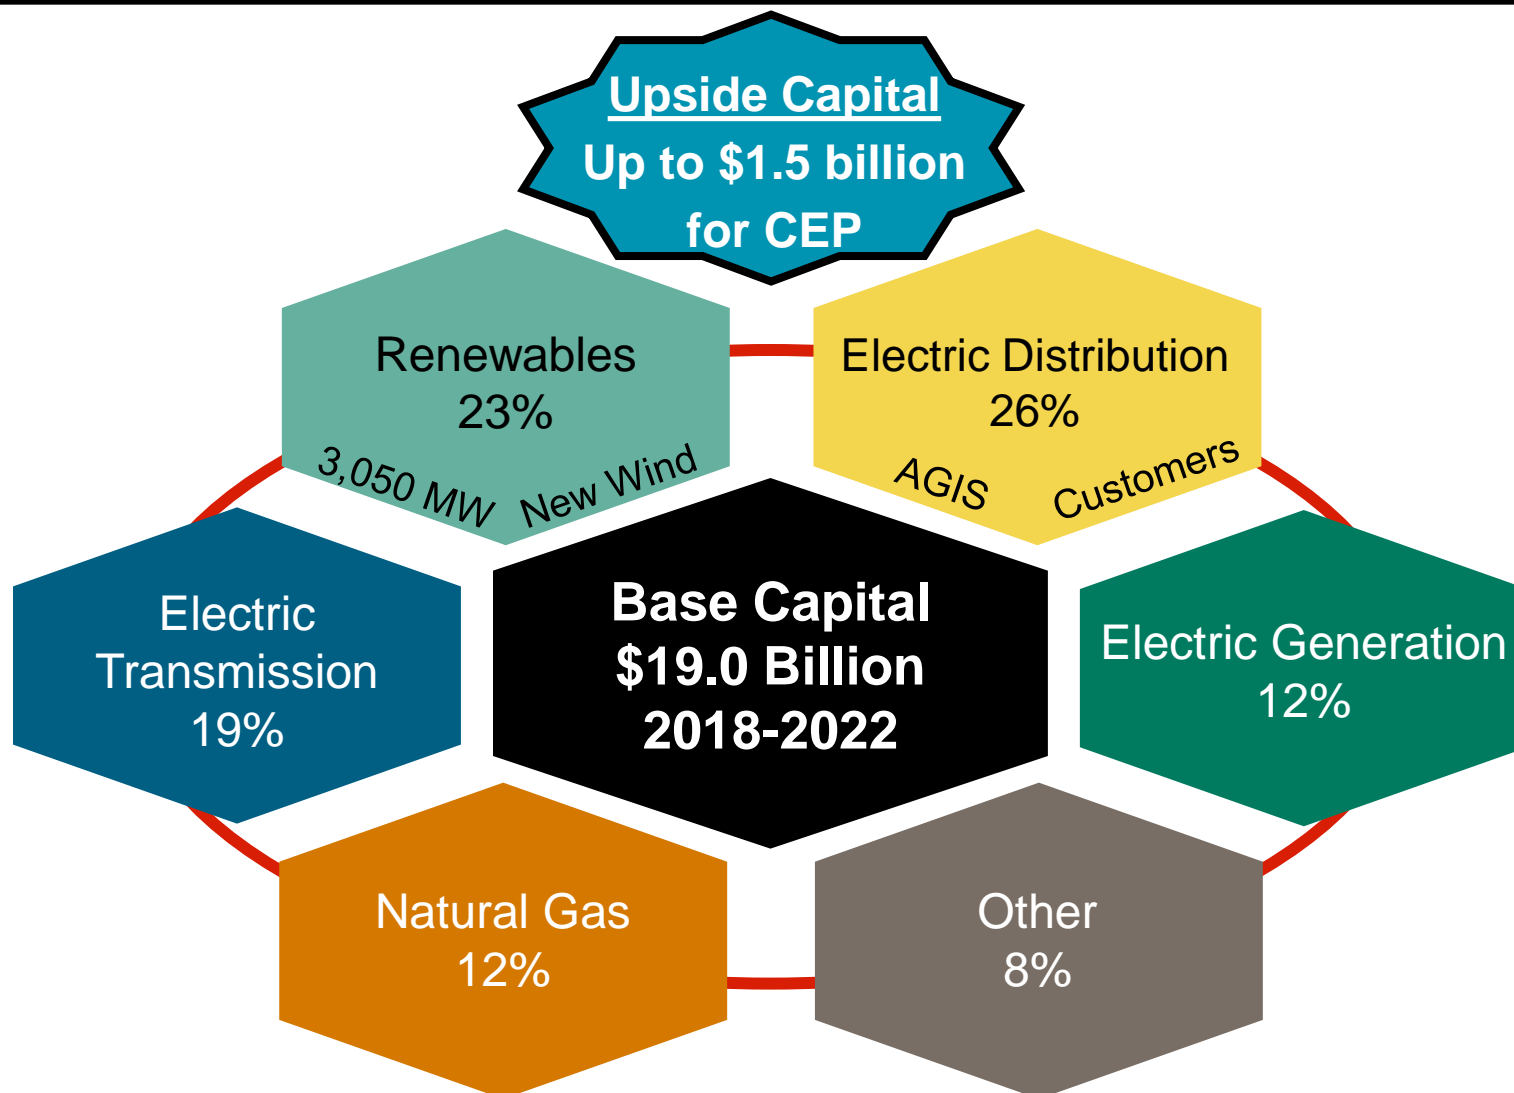 Upside Capital
Up to $1.5 billion
for CEP
Renewables
23%
3,050 MW New Wind
Electric Distribution
26%
AGIS Customers
Electric
Transmission
19%
Base Capital
$19.0 Billion
2018-2022
Electric Generation
12%
Natural Gas
12%
Other
8%